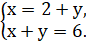 x = 2 + y,
x + y = 6.